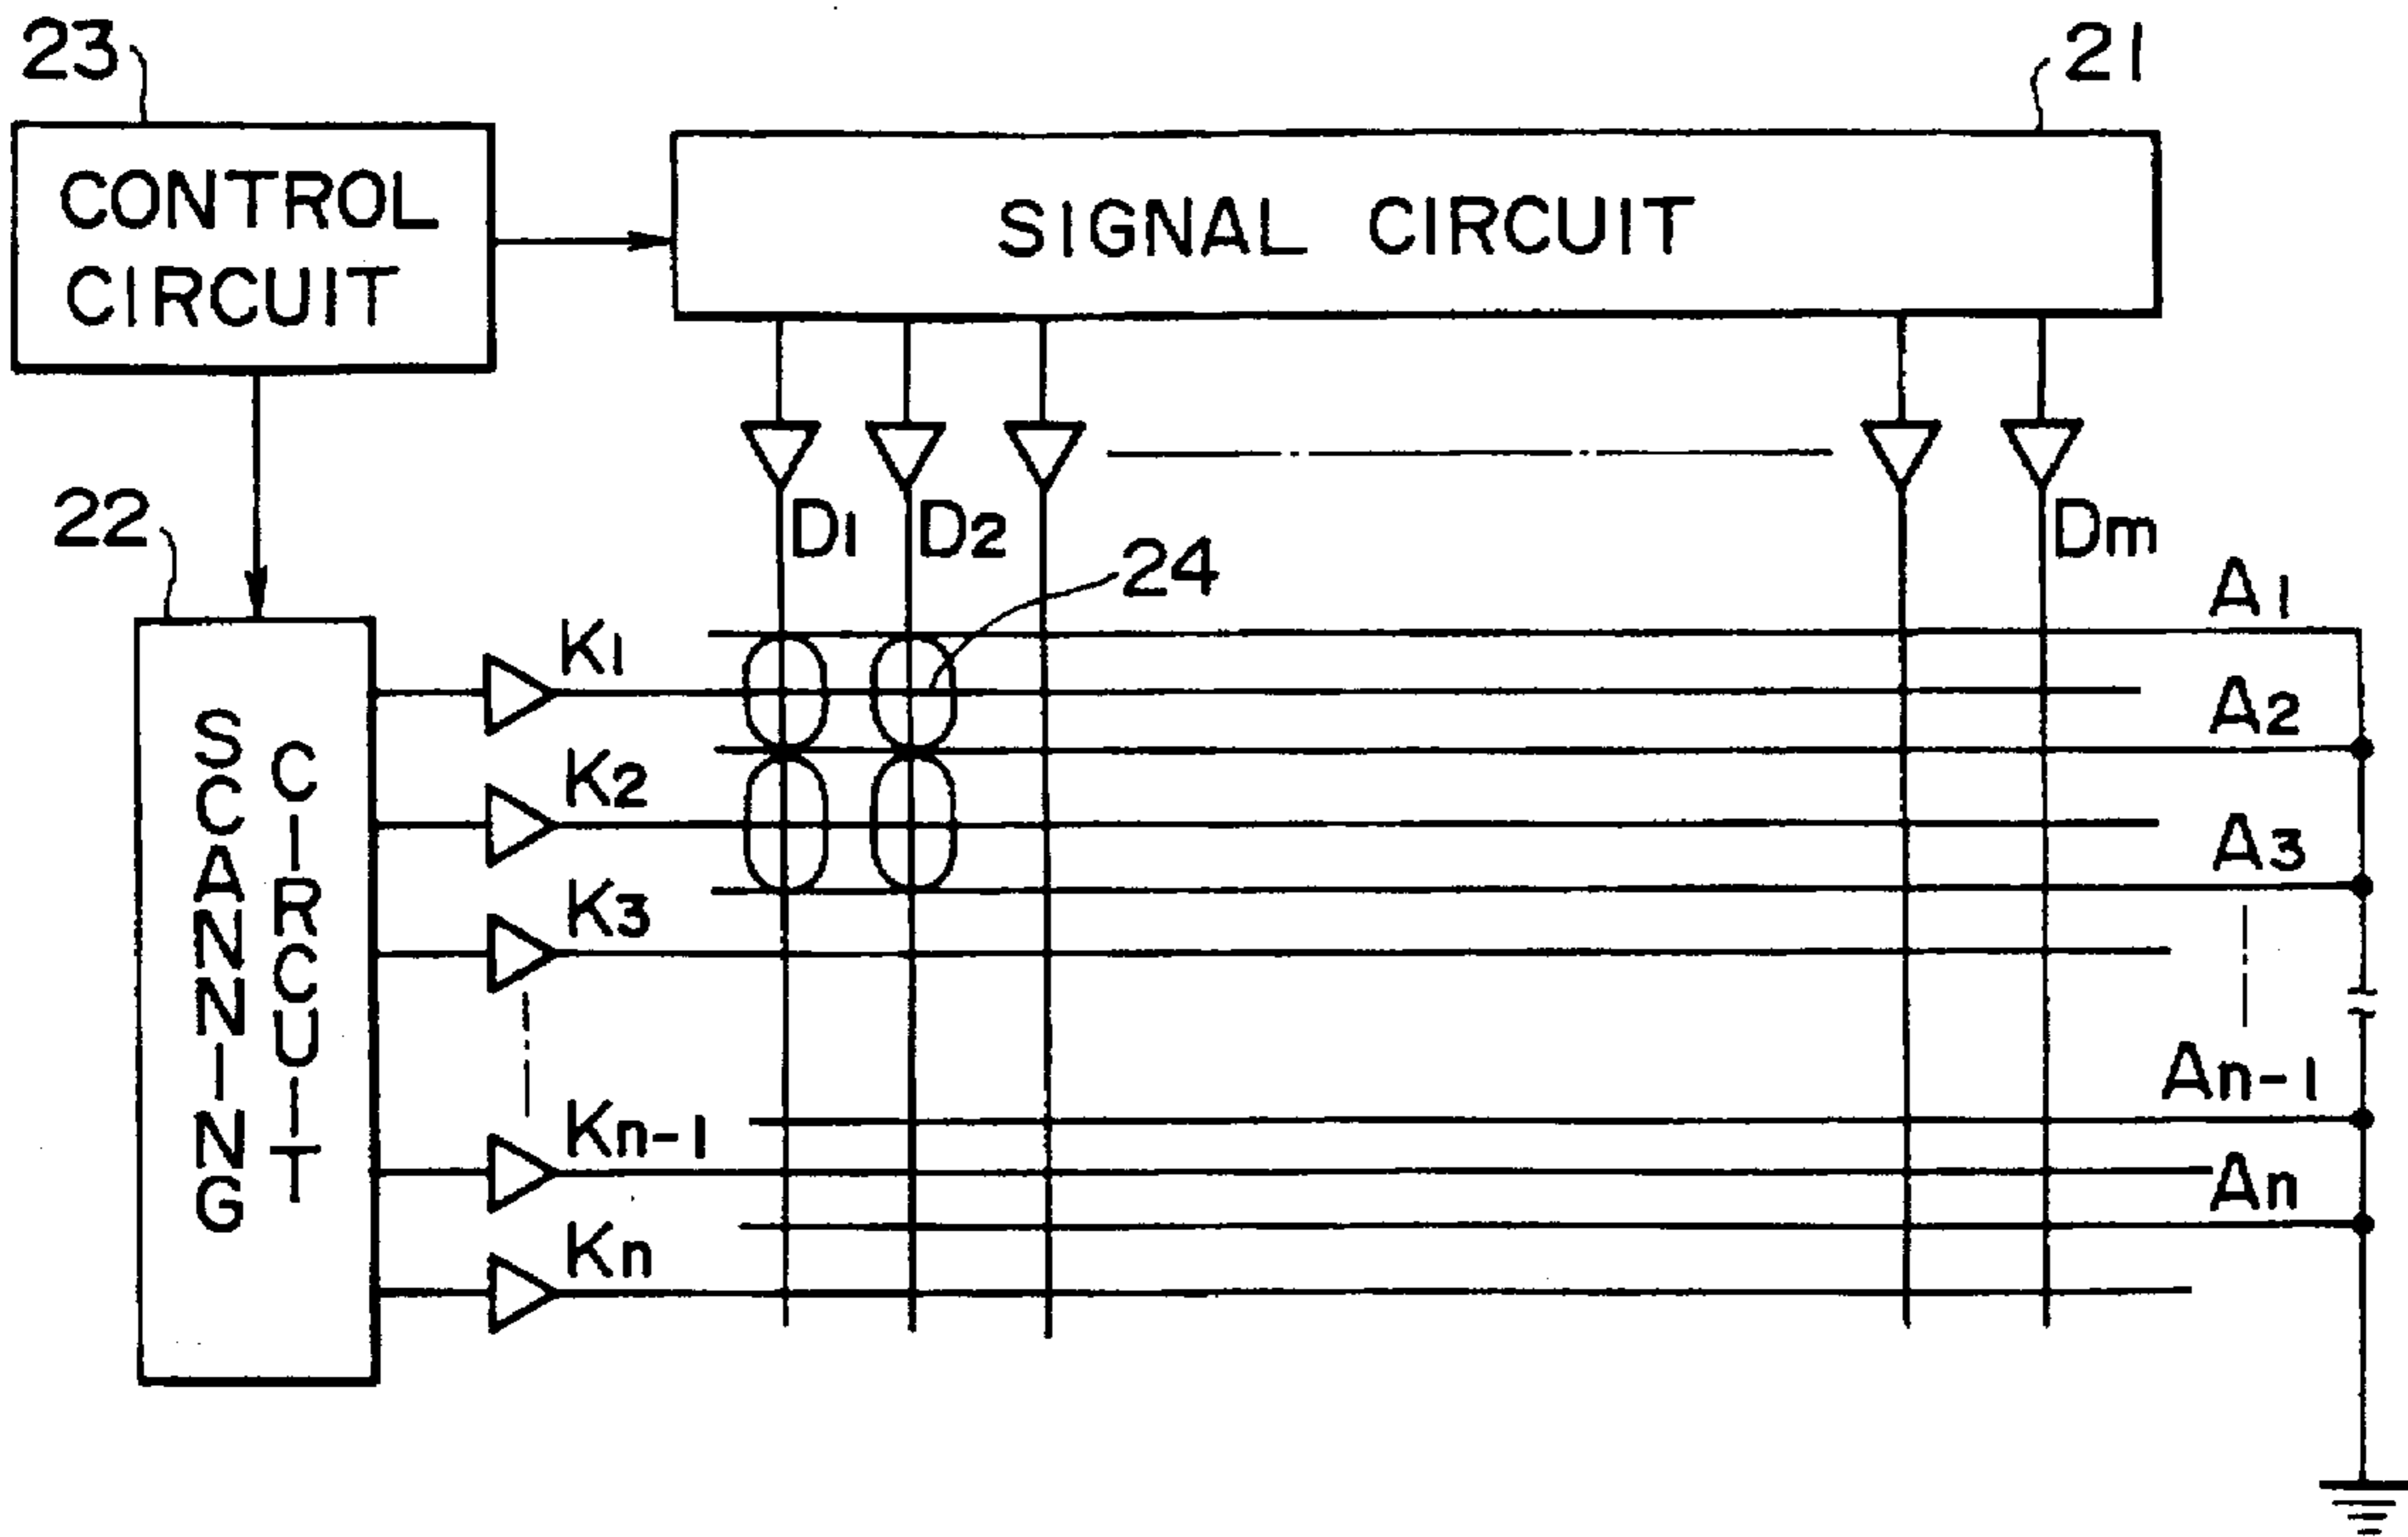 23
21
CONTROL
CIRCUIT
SIGNAL CIRCUIT
22
D1
D2
Dm
24
A1
K1
A2
K2
A3
K3
An-1
Kn-1
An
Kn
SCANNING
CIRCUIT